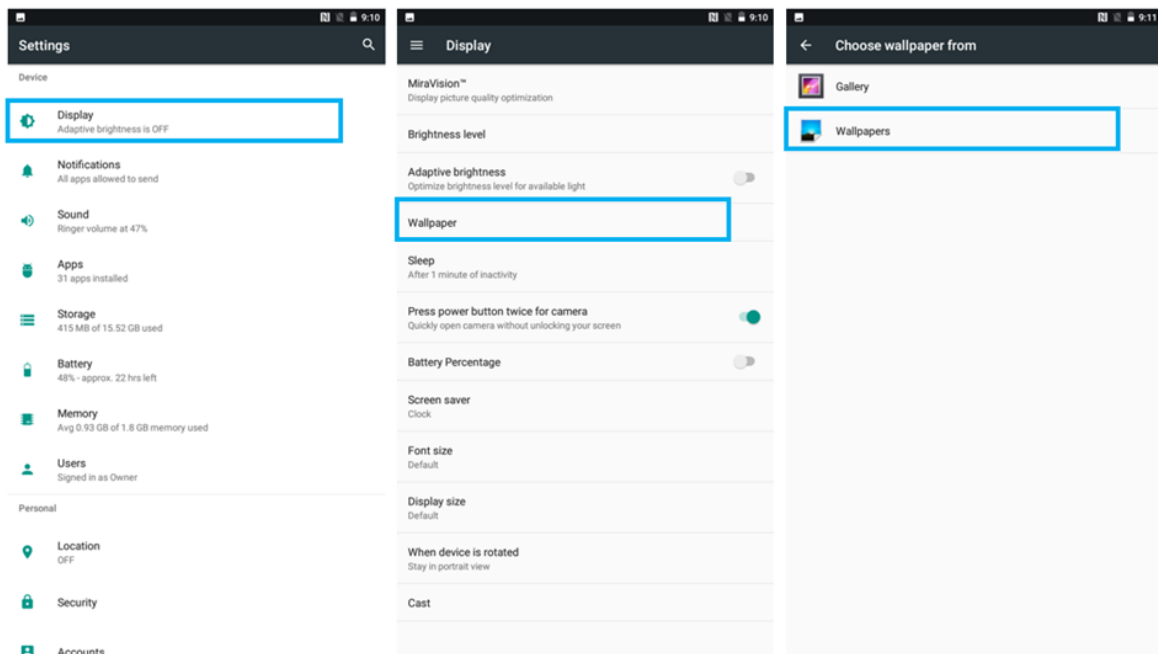 9:10
Settings
Device
Display
Adaptive brightness is OFF
Notifications
All apps allowed to send
Sound
Ringer volume at 47%
Apps
31 apps installed
Storage
415 MB of 15.52 GB used
Battery
48% - approx. 22 hrs left
Memory
Avg 0.93 GB of 1.8 GB memory used
Users
Signed in as Owner
Personal
Location
OFF
Security
Accounts
9:10
Display
MiraVision™
Display picture quality optimization
Brightness level
Adaptive brightness
Optimize brightness level for available light
Wallpaper
Sleep
After 1 minute of inactivity
Press power button twice for camera
Quickly open camera without unlocking your screen
Battery Percentage
Screen saver
Clock
Font size
Default
Display size
Default
When device is rotated
Stay in portrait view
Cast
9:11
Choose wallpaper from
Gallery
Wallpapers